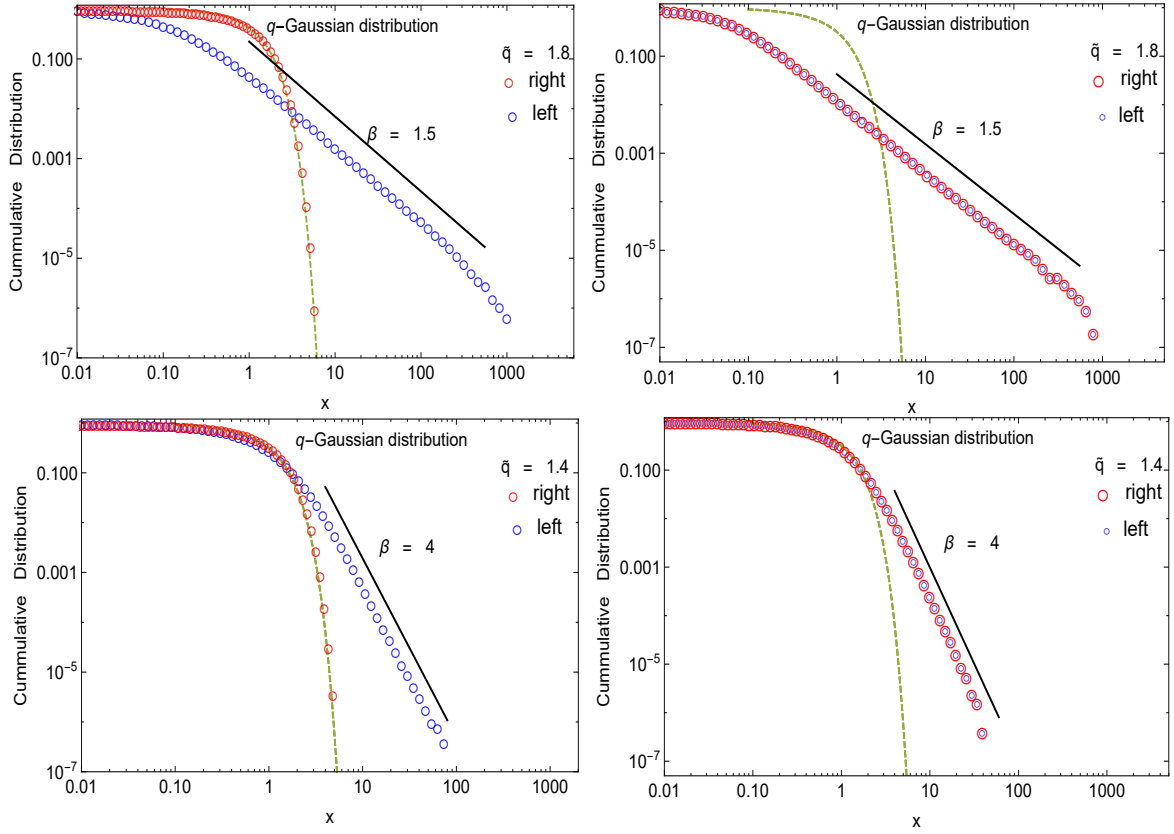 q-Gaussian distribution
q̃ = 1.8
right
left
β = 1.5
0.100
0.001
10^-5
10^-7
Cummulative Distribution
0.01 0.10 1 10 100 1000
x
q-Gaussian distribution
q̃ = 1.8
right
left
β = 1.5
0.100
0.001
10^-5
10^-7
Cummulative Distribution
0.01 0.10 1 10 100 1000
x
q-Gaussian distribution
q̃ = 1.4
right
left
β = 4
0.100
0.001
10^-5
10^-7
Cummulative Distribution
0.01 0.10 1 10 100 1000
x
q-Gaussian distribution
q̃ = 1.4
right
left
β = 4
0.100
0.001
10^-5
10^-7
Cummulative Distribution
0.01 0.10 1 10 100 1000
x